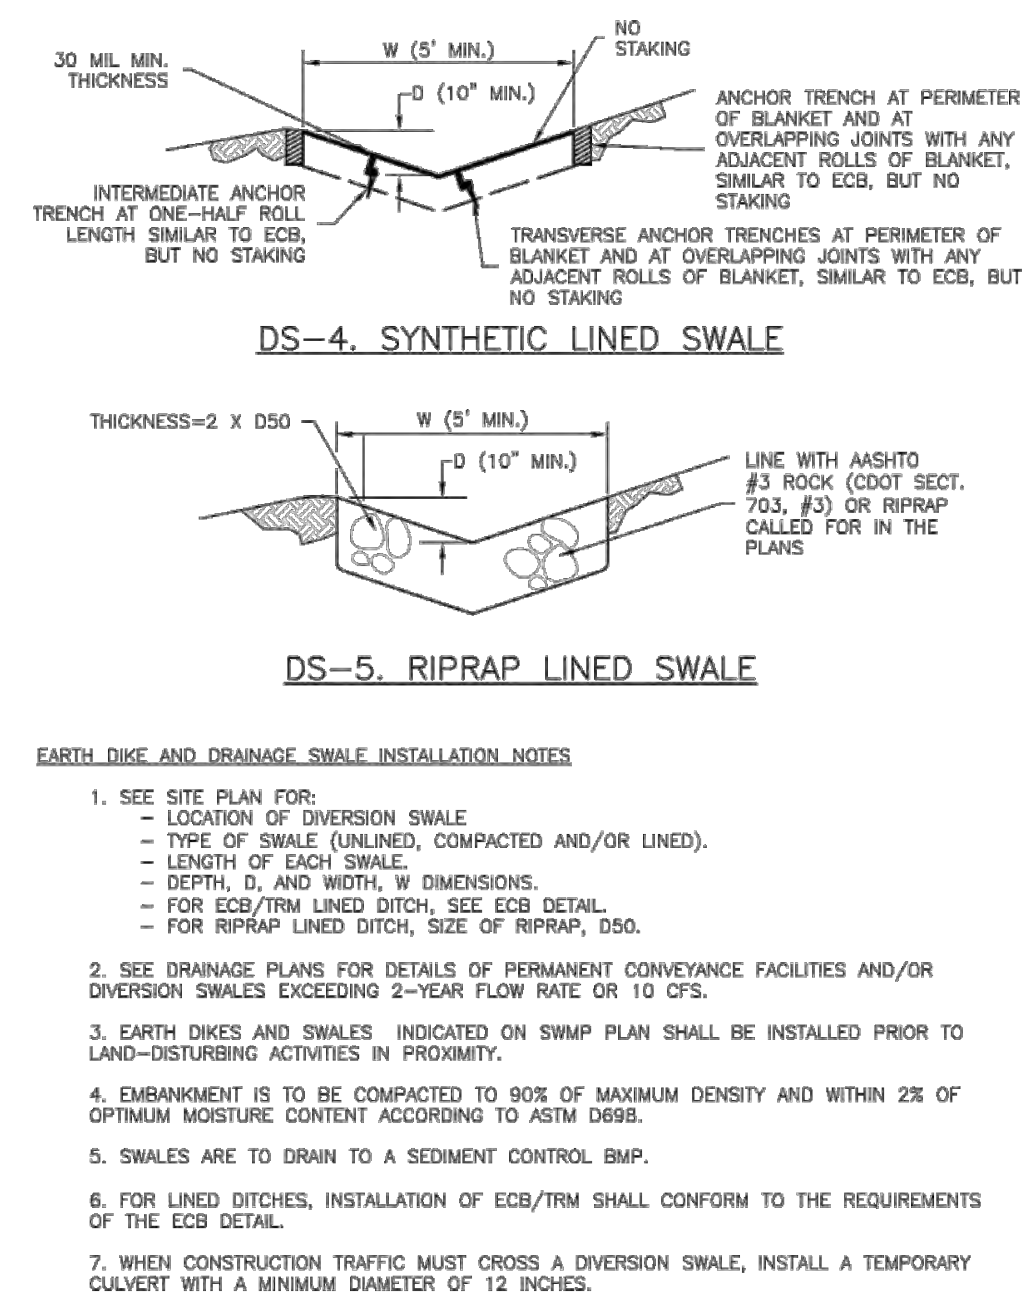 30 MIL MIN.
THICKNESS
W (5' MIN.)
D (10" MIN.)
NO
STAKING
ANCHOR TRENCH AT PERIMETER
OF BLANKET AND AT
OVERLAPPING JOINTS WITH ANY
ADJACENT ROLLS OF BLANKET,
SIMILAR TO ECB, BUT NO
STAKING
INTERMEDIATE ANCHOR
TRENCH AT ONE-HALF ROLL
LENGTH SIMILAR TO ECB,
BUT NO STAKING
TRANSVERSE ANCHOR TRENCHES AT PERIMETER OF
BLANKET AND AT OVERLAPPING JOINTS WITH ANY
ADJACENT ROLLS OF BLANKET, SIMILAR TO ECB, BUT
NO STAKING
DS-4. SYNTHETIC LINED SWALE
THICKNESS=2 X D50
W (5' MIN.)
D (10" MIN.)
LINE WITH AASHTO
#3 ROCK (CDOT SECT.
703, #3) OR RIPRAP
CALLED FOR IN THE
PLANS
DS-5. RIPRAP LINED SWALE
EARTH DIKE AND DRAINAGE SWALE INSTALLATION NOTES
1. SEE SITE PLAN FOR:
- LOCATION OF DIVERSION SWALE
- TYPE OF SWALE (UNLINED, COMPACTED AND/OR LINED).
- LENGTH OF EACH SWALE.
- DEPTH, D, AND WIDTH, W DIMENSIONS.
- FOR ECB/TRM LINED DITCH, SEE ECB DETAIL.
- FOR RIPRAP LINED DITCH, SIZE OF RIPRAP, D50.
2. SEE DRAINAGE PLANS FOR DETAILS OF PERMANENT CONVEYANCE FACILITIES AND/OR
DIVERSION SWALES EXCEEDING 2-YEAR FLOW RATE OR 10 CFS.
3. EARTH DIKES AND SWALES INDICATED ON SWMP PLAN SHALL BE INSTALLED PRIOR TO
LAND-DISTURBING ACTIVITIES IN PROXIMITY.
4. EMBANKMENT IS TO BE COMPACTED TO 90% OF MAXIMUM DENSITY AND WITHIN 2% OF
OPTIMUM MOISTURE CONTENT ACCORDING TO ASTM D698.
5. SWALES ARE TO DRAIN TO A SEDIMENT CONTROL BMP.
6. FOR LINED DITCHES, INSTALLATION OF ECB/TRM SHALL CONFORM TO THE REQUIREMENTS
OF THE ECB DETAIL.
7. WHEN CONSTRUCTION TRAFFIC MUST CROSS A DIVERSION SWALE, INSTALL A TEMPORARY
CULVERT WITH A MINIMUM DIAMETER OF 12 INCHES.